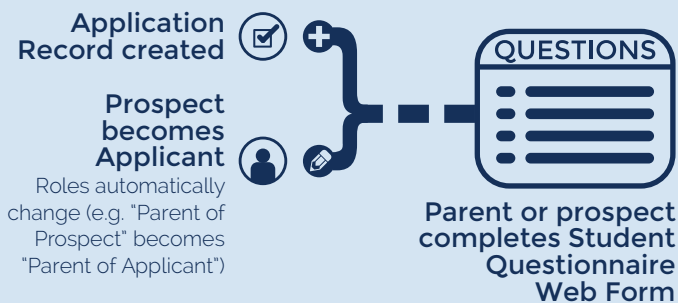 Application
Record created
Prospect
becomes
Applicant
Roles automatically
change (e.g. "Parent of
Prospect" becomes
"Parent of Applicant")
QUESTIONS
Parent or prospect
completes Student
Questionnaire
Web Form